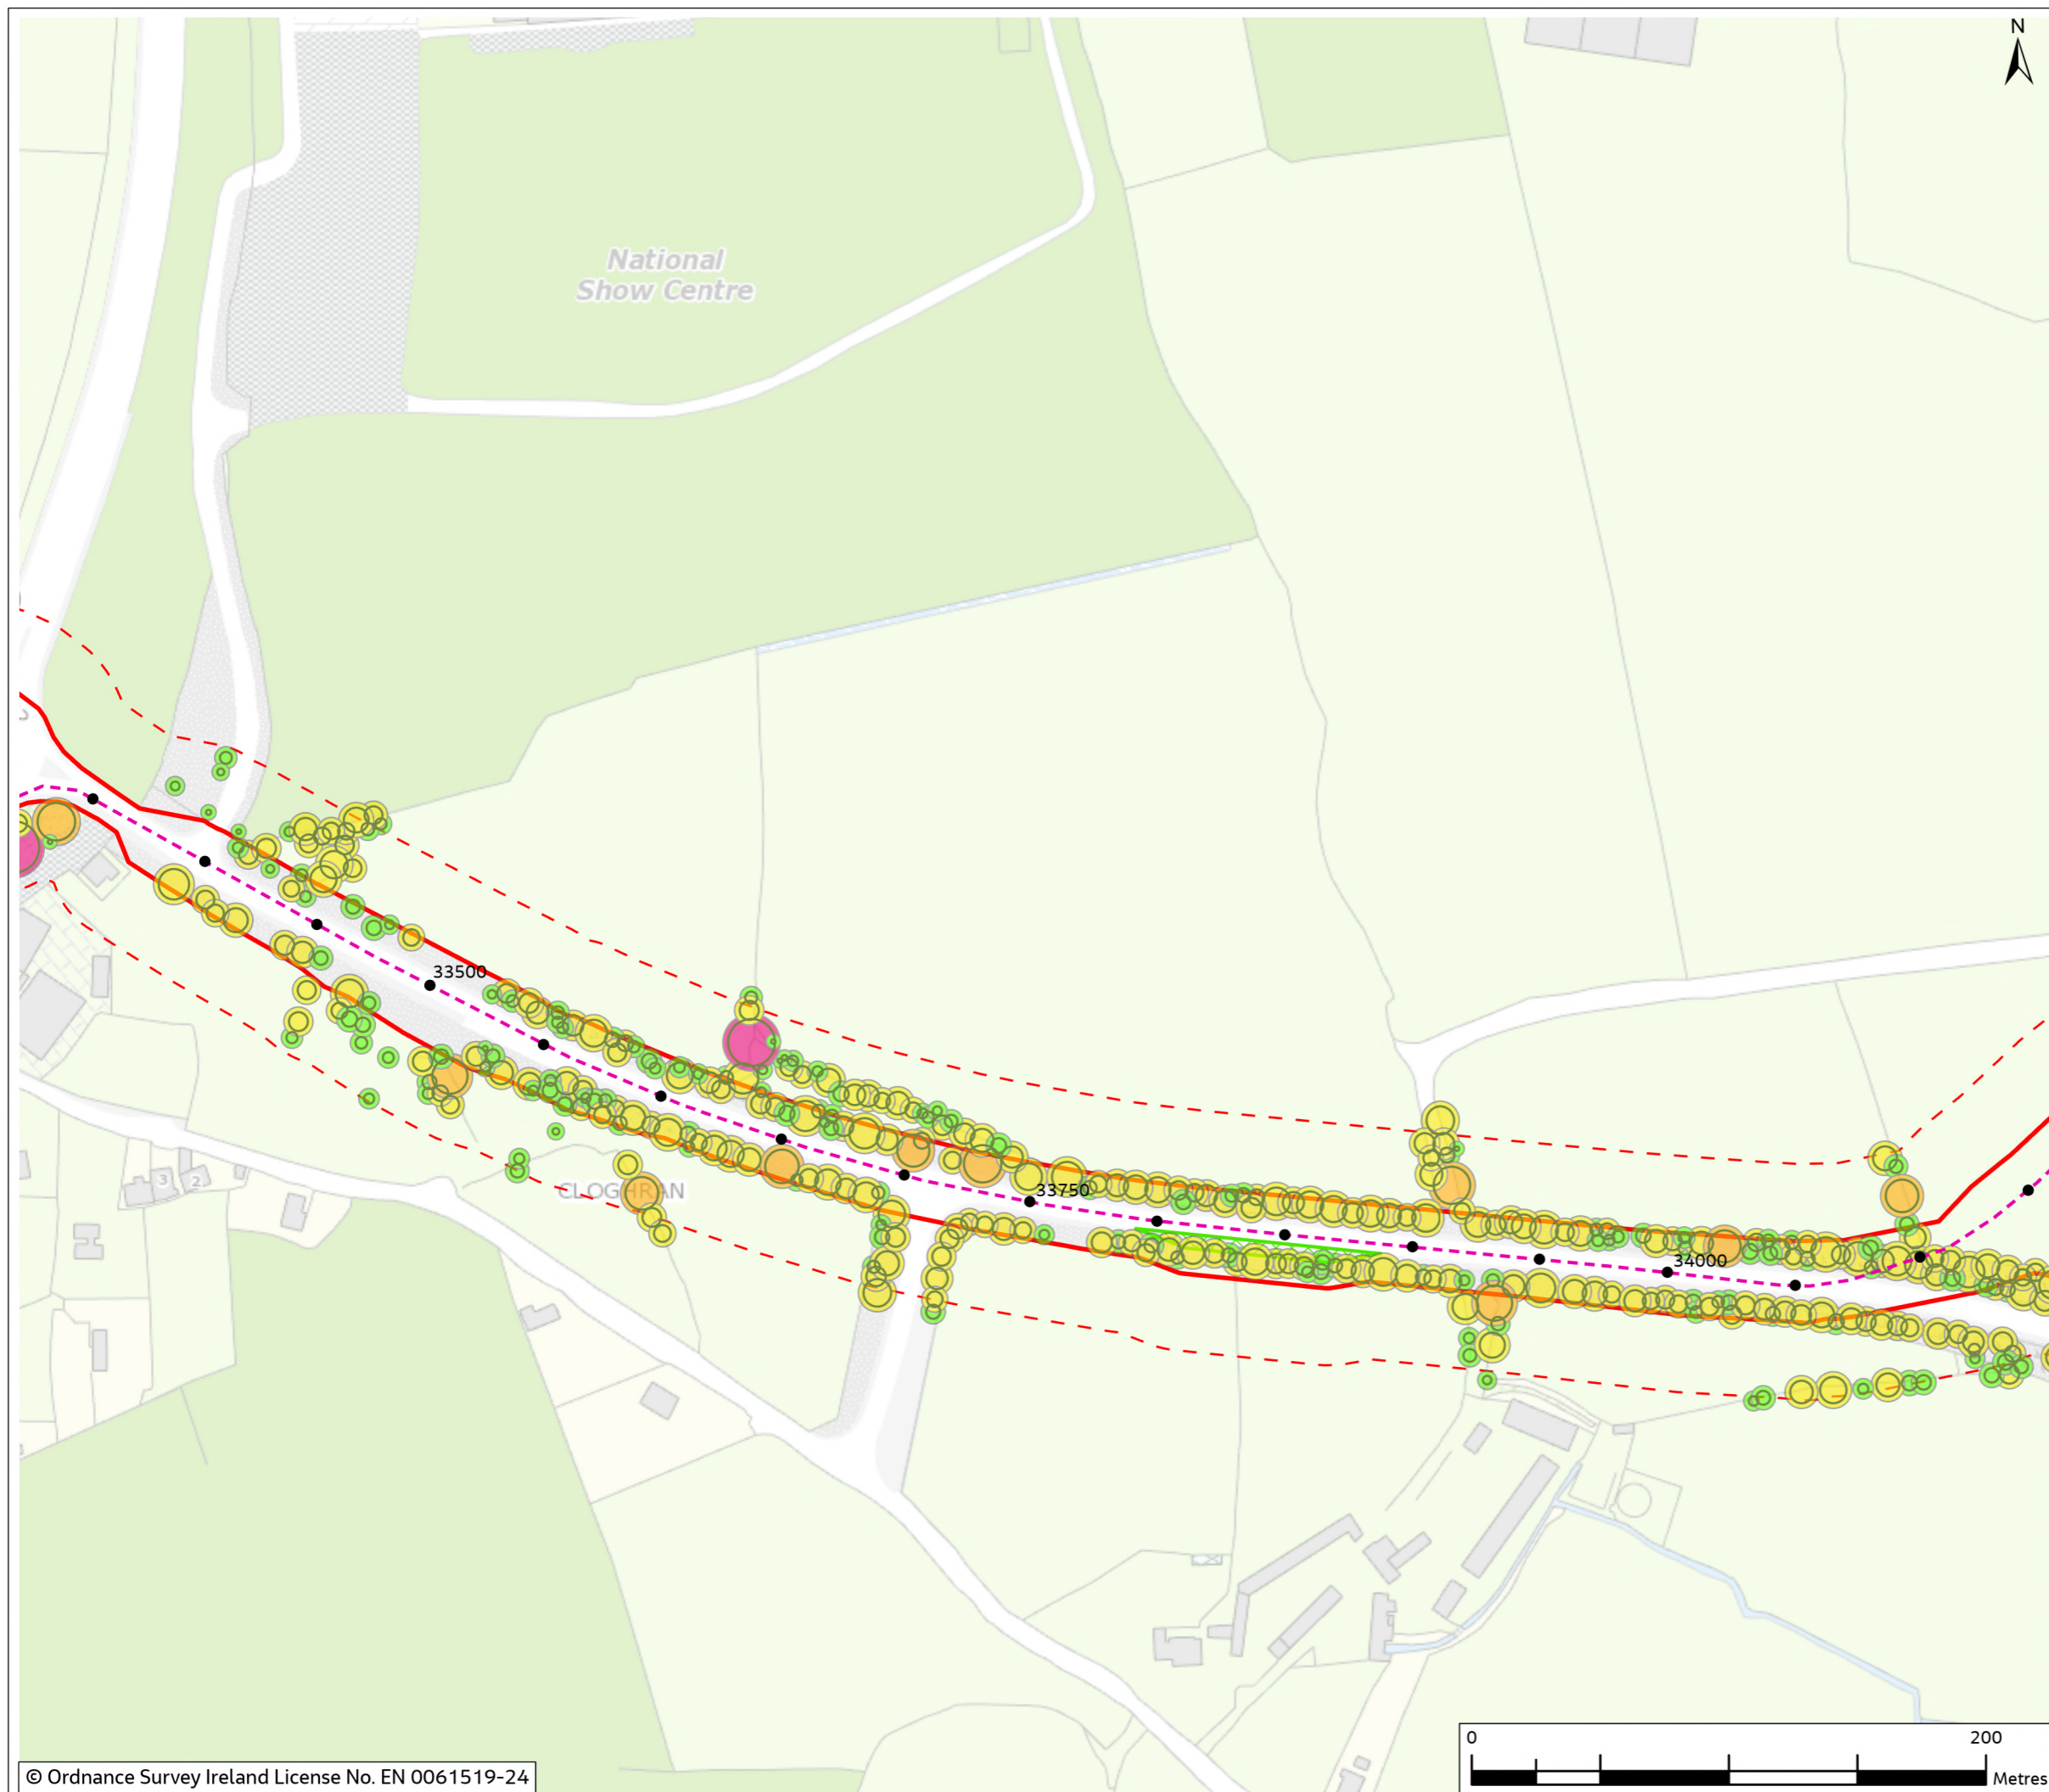 N
National
Show Centre
33500
33750
CLOGHRAN
3
2
34000
0 200
Metres
© Ordnance Survey Ireland License No. EN 0061519-24